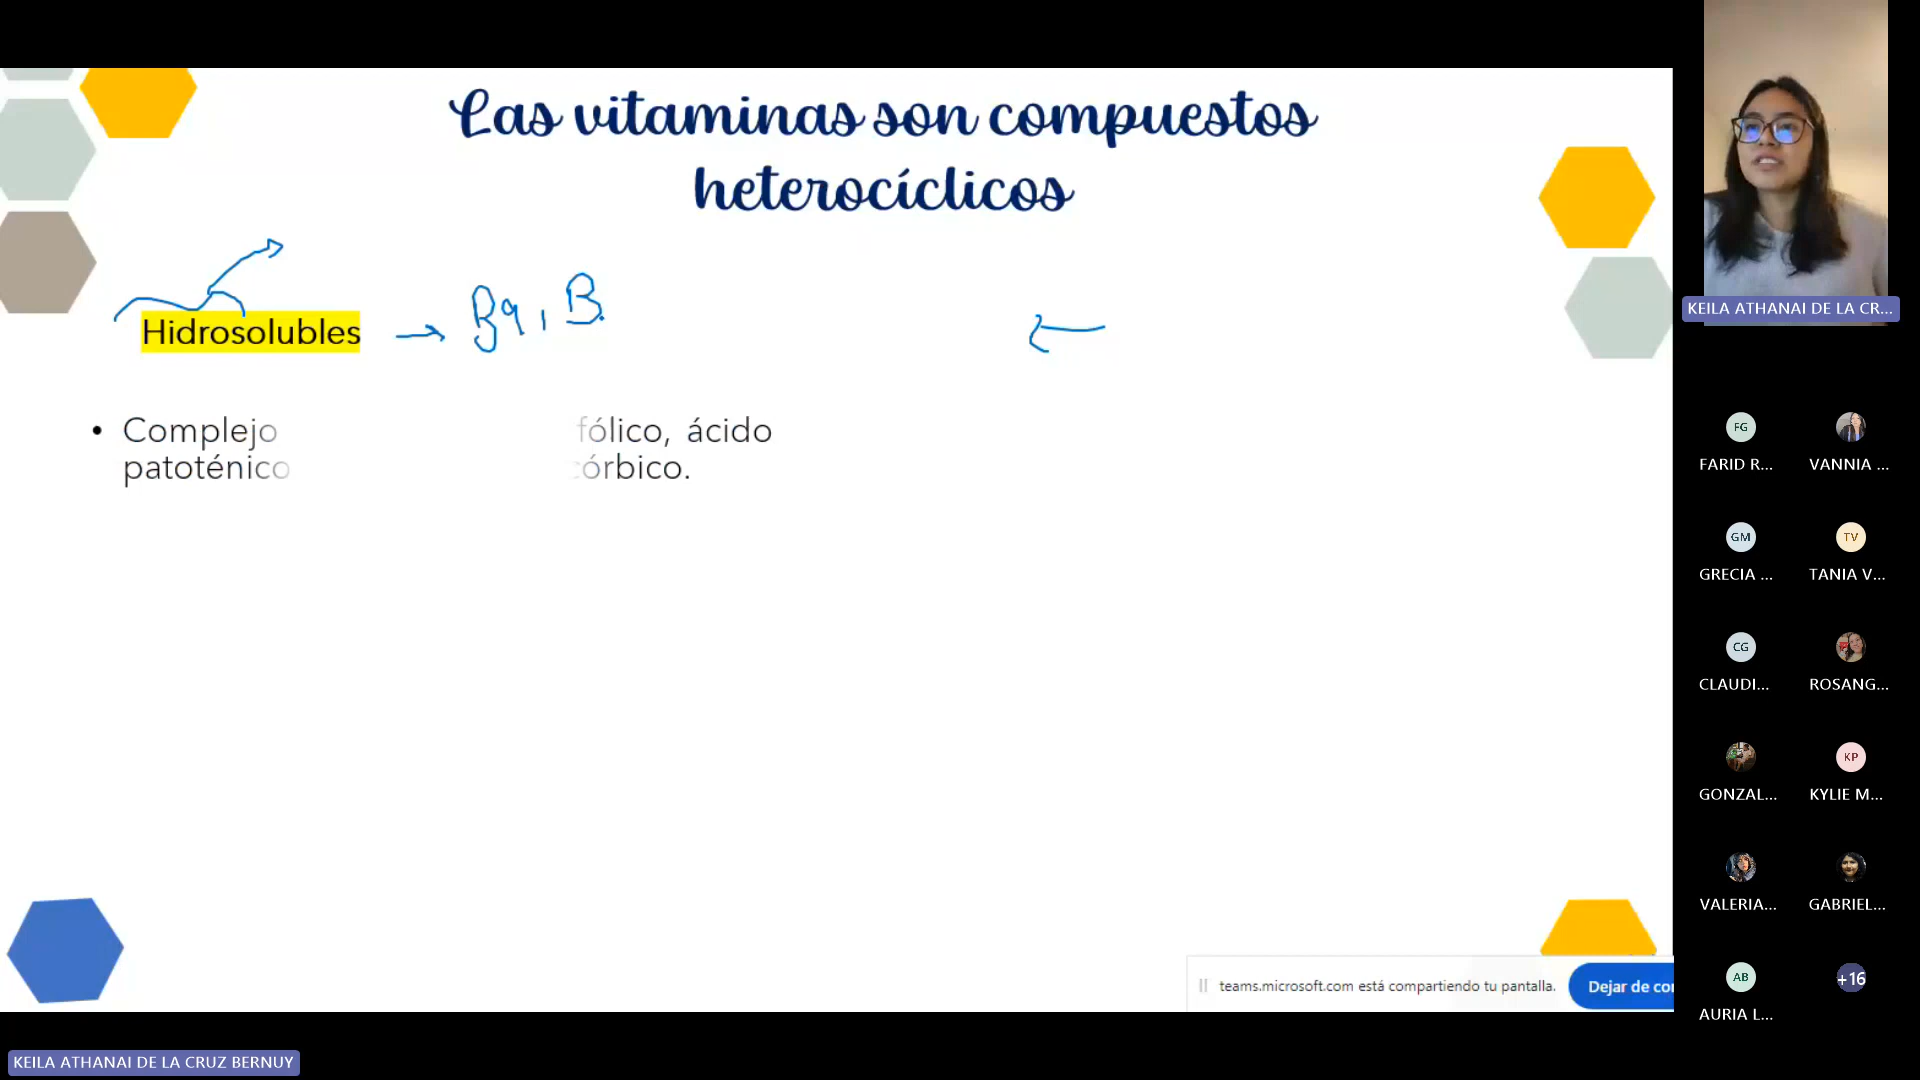 Las vitaminas son compuestos
heterocíclicos
Hidrosolubles
B9, B
• Complejo fólico, ácido
patoténico córbico.
teams.microsoft.com está compartiendo tu pantalla.
Dejar de co
KEILA ATHANAI DE LA CR...
FG
FARID R...
VANNIA ...
GM
GRECIA ...
TV
TANIA V...
CG
CLAUDI...
ROSANG...
GONZAL...
KP
KYLIE M...
VALERIA...
GABRIEL...
AB
AURIA L...
+16
KEILA ATHANAI DE LA CRUZ BERNUY